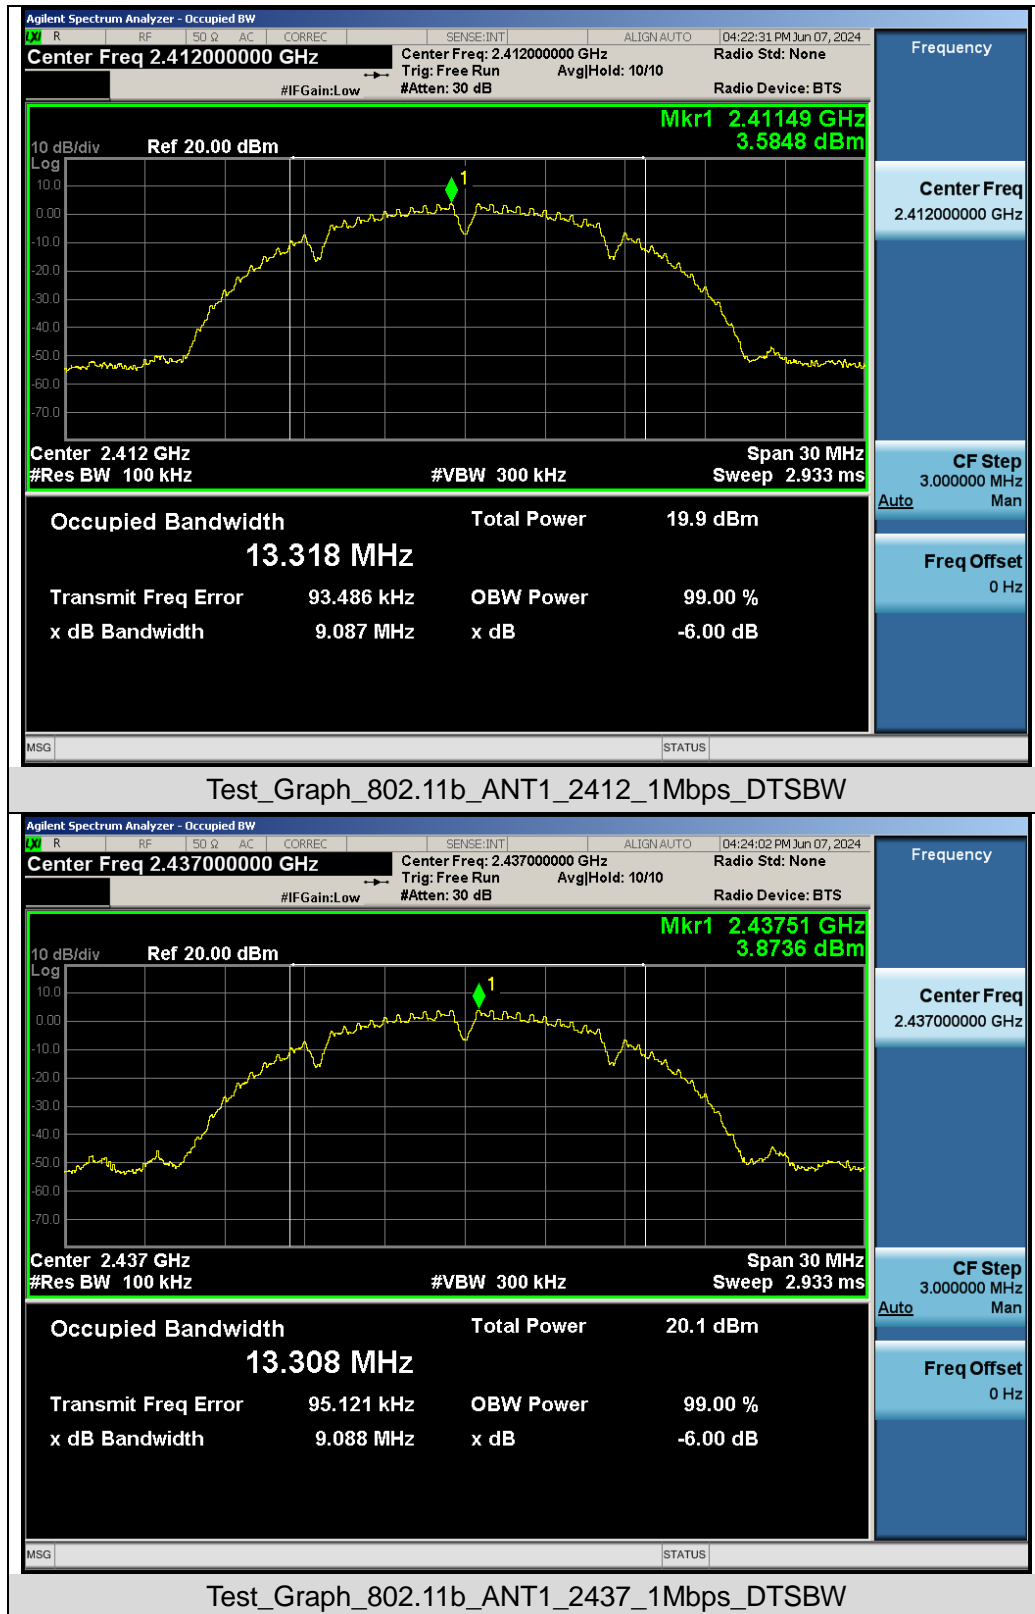 Agilent Spectrum Analyzer - Occupied BW
LXI R RF 50 Ω AC CORREC SENSE:INT ALIGN AUTO 04:22:31 PM Jun 07, 2024
Center Freq 2.412000000 GHz
Center Freq: 2.412000000 GHz
Radio Std: None
Trig: Free Run Avg|Hold: 10/10
#IFGain:Low #Atten: 30 dB Radio Device: BTS
Frequency
Mkr1 2.41149 GHz
3.5848 dBm
10 dB/div Ref 20.00 dBm
Log
10.0
0.00
-10.0
-20.0
-30.0
-40.0
-50.0
-60.0
-70.0
1
Center Freq
2.412000000 GHz
Center 2.412 GHz Span 30 MHz
#Res BW 100 kHz #VBW 300 kHz Sweep 2.933 ms
CF Step
3.000000 MHz
Auto Man
Occupied Bandwidth Total Power 19.9 dBm
13.318 MHz
Freq Offset
0 Hz
Transmit Freq Error 93.486 kHz OBW Power 99.00 %
x dB Bandwidth 9.087 MHz x dB -6.00 dB
MSG STATUS
Test_Graph_802.11b_ANT1_2412_1Mbps_DTSBW
Agilent Spectrum Analyzer - Occupied BW
LXI R RF 50 Ω AC CORREC SENSE:INT ALIGN AUTO 04:24:02 PM Jun 07, 2024
Center Freq 2.437000000 GHz
Center Freq: 2.437000000 GHz
Radio Std: None
Trig: Free Run Avg|Hold: 10/10
#IFGain:Low #Atten: 30 dB Radio Device: BTS
Frequency
Mkr1 2.43751 GHz
3.8736 dBm
10 dB/div Ref 20.00 dBm
Log
10.0
0.00
-10.0
-20.0
-30.0
-40.0
-50.0
-60.0
-70.0
1
Center Freq
2.437000000 GHz
Center 2.437 GHz Span 30 MHz
#Res BW 100 kHz #VBW 300 kHz Sweep 2.933 ms
CF Step
3.000000 MHz
Auto Man
Occupied Bandwidth Total Power 20.1 dBm
13.308 MHz
Freq Offset
0 Hz
Transmit Freq Error 95.121 kHz OBW Power 99.00 %
x dB Bandwidth 9.088 MHz x dB -6.00 dB
MSG STATUS
Test_Graph_802.11b_ANT1_2437_1Mbps_DTSBW